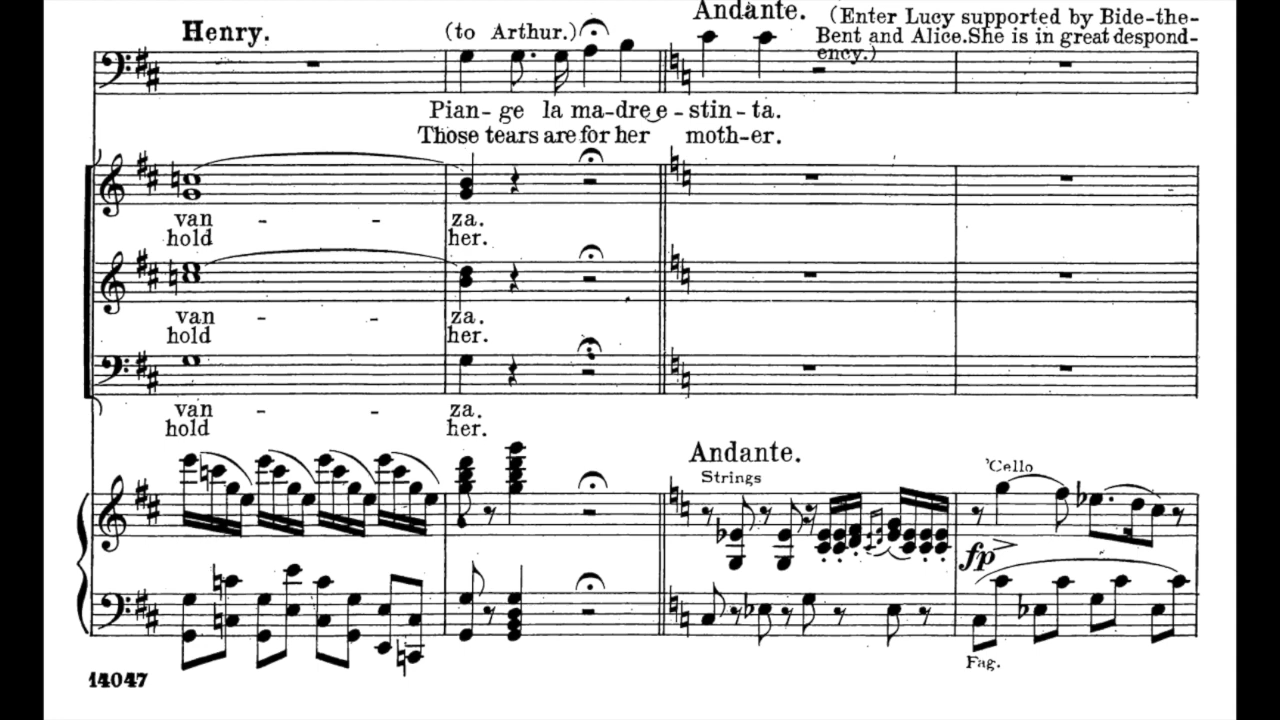 Henry.
(to Arthur.)
Andante.
(Enter Lucy supported by Bide-the-
Bent and Alice. She is in great despond-
ency.)
Pian- ge la ma-dre e - stin - ta.
Those tears are for her moth-er.
van - - za.
hold her.
van - - za.
hold her.
van - - za.
hold her.
Andante.
Strings
'Cello
fp
Fag.
14047